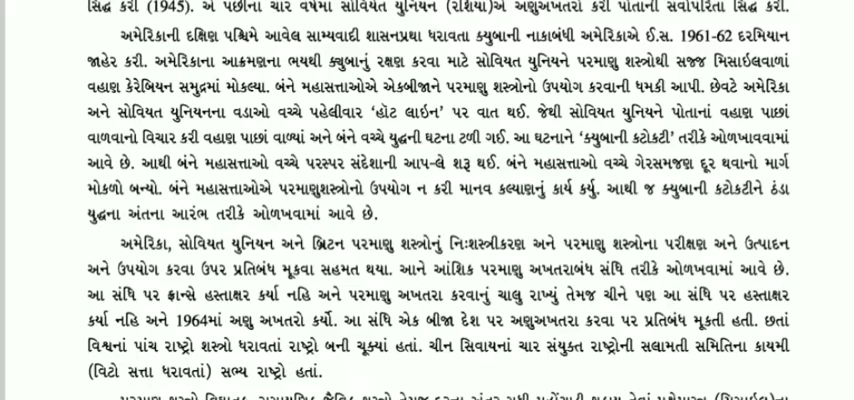 સિદ્ધ કરી (1945). એ પછીના ચાર વર્ષમાં સોવિયત યુનિયન (રશિયા)એ અણુઅખતરો કરી પોતાની સર્વોપરિતા સિદ્ધ કરી.
અમેરિકાની દક્ષિણ પશ્ચિમે આવેલ સામ્યવાદી શાસનપ્રથા ધરાવતા ક્યુબાની નાકાબંધી અમેરિકાએ ઈ.સ. 1961-62 દરમિયાન
જાહેર કરી. અમેરિકાના આક્રમણના ભયથી ક્યુબાનું રક્ષણ કરવા માટે સોવિયત યુનિયને પરમાણુ શસ્ત્રોથી સજ્જ મિસાઇલવાળાં
વહાણ કેરેબિયન સમુદ્રમાં મોકલ્યા. બંને મહાસત્તાઓએ એકબીજાને પરમાણુ શસ્ત્રોનો ઉપયોગ કરવાની ધમકી આપી. છેવટે અમેરિકા
અને સોવિયત યુનિયનના વડાઓ વચ્ચે પહેલીવાર ‘હૉટ લાઇન’ પર વાત થઈ. જેથી સોવિયત યુનિયને પોતાનાં વહાણ પાછાં
વાળવાનો વિચાર કરી વહાણ પાછાં વાળ્યાં અને બંને વચ્ચે યુદ્ધની ઘટના ટળી ગઈ. આ ઘટનાને ‘ક્યુબાની કટોકટી’ તરીકે ઓળખાવવામાં
આવે છે. આથી બંને મહાસત્તાઓ વચ્ચે પરસ્પર સંદેશાની આપ-લે શરૂ થઈ. બંને મહાસત્તાઓ વચ્ચે ગેરસમજણ દૂર થવાનો માર્ગ
મોકળો બન્યો. બંને મહાસત્તાઓએ પરમાણુશસ્ત્રોનો ઉપયોગ ન કરી માનવ કલ્યાણનું કાર્ય કર્યુ. આથી જ ક્યુબાની કટોકટીને ઠંડા
યુદ્ધના અંતના આરંભ તરીકે ઓળખવામાં આવે છે.
અમેરિકા, સોવિયત યુનિયન અને બ્રિટન પરમાણુ શસ્ત્રોનું નિઃશસ્ત્રીકરણ અને પરમાણુ શસ્ત્રોના પરીક્ષણ અને ઉત્પાદન
અને ઉપયોગ કરવા ઉપર પ્રતિબંધ મૂકવા સહમત થયા. આને આંશિક પરમાણુ અખતરાબંધ સંધિ તરીકે ઓળખવામાં આવે છે.
આ સંધિ પર ફ્રાન્સે હસ્તાક્ષર કર્યા નહિ અને પરમાણુ અખતરા કરવાનું ચાલુ રાખ્યું તેમજ ચીને પણ આ સંધિ પર હસ્તાક્ષર
કર્યા નહિ અને 1964માં અણુ અખતરો કર્યો. આ સંધિ એક બીજા દેશ પર અણુઅખતરા કરવા પર પ્રતિબંધ મૂકતી હતી. છતાં
વિશ્વનાં પાંચ રાષ્ટ્રો શસ્ત્રો ધરાવતાં રાષ્ટ્રો બની ચૂક્યાં હતાં. ચીન સિવાયનાં ચાર સંયુક્ત રાષ્ટ્રોની સલામતી સમિતિના કાયમી
(વિટો સત્તા ધરાવતાં) સભ્ય રાષ્ટ્રો હતાં.